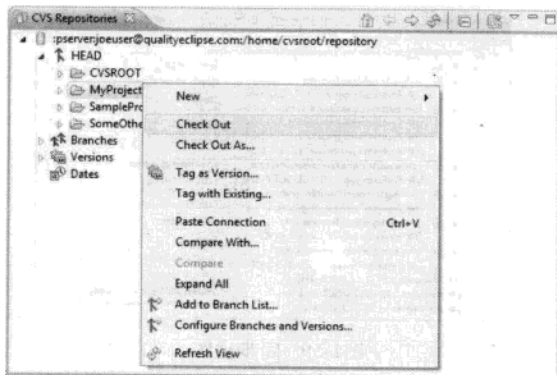 CVS Repositories
:pserver:joeuser@qualityeclipse.com:/home/cvsroot/repository
HEAD
CVSROOT
MyProject
SamplePro
SomeOthe
Branches
Versions
Dates
New
Check Out
Check Out As...
Tag as Version...
Tag with Existing...
Paste Connection Ctrl+V
Compare With...
Compare
Expand All
Add to Branch List...
Configure Branches and Versions...
Refresh View